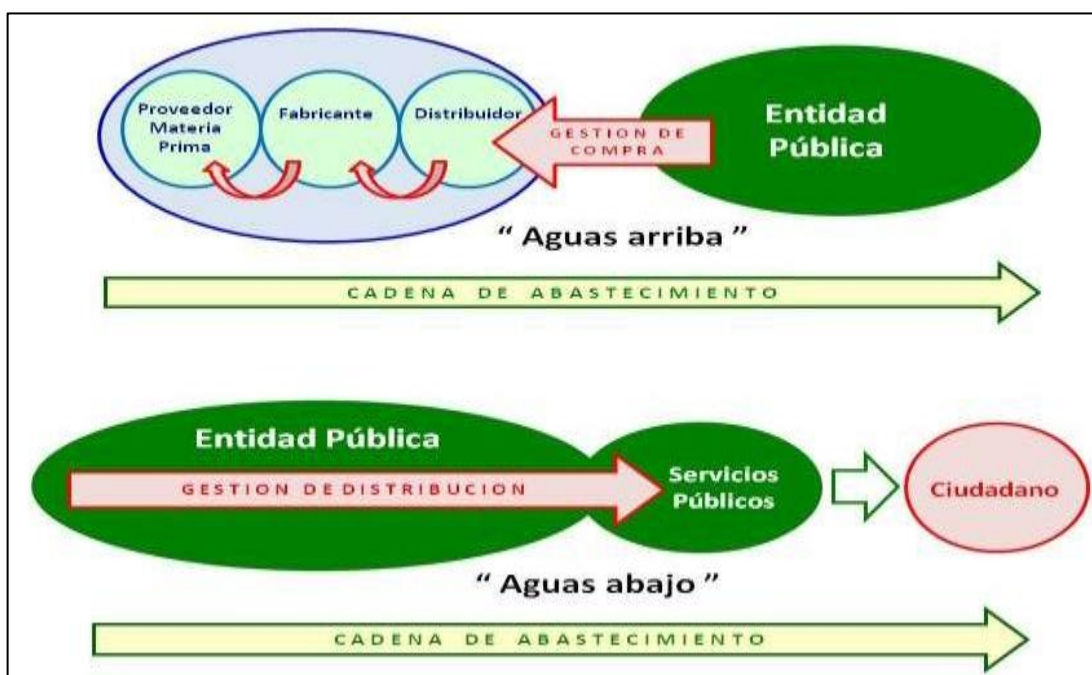 Proveedor
Materia
Prima
Fabricante
Distribuidor
GESTION DE
COMPRA
Entidad
Pública
“ Aguas arriba ”
CADENA DE ABASTECIMIENTO
Entidad Pública
GESTION DE DISTRIBUCION
Servicios
Públicos
Ciudadano
“ Aguas abajo ”
CADENA DE ABASTECIMIENTO